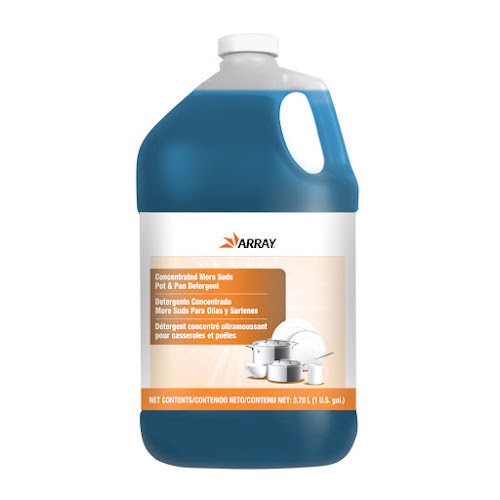 ARRAY
Concentrated More Suds
Pot & Pan Detergent
Detergente Concentrado
More Suds Para Ollas y Sartenes
Détergent concentré ultramoussant
pour casseroles et poêles
NET CONTENTS/CONTENIDO NETO/CONTENU NET: 3.78 L (1 U.S. gal.)